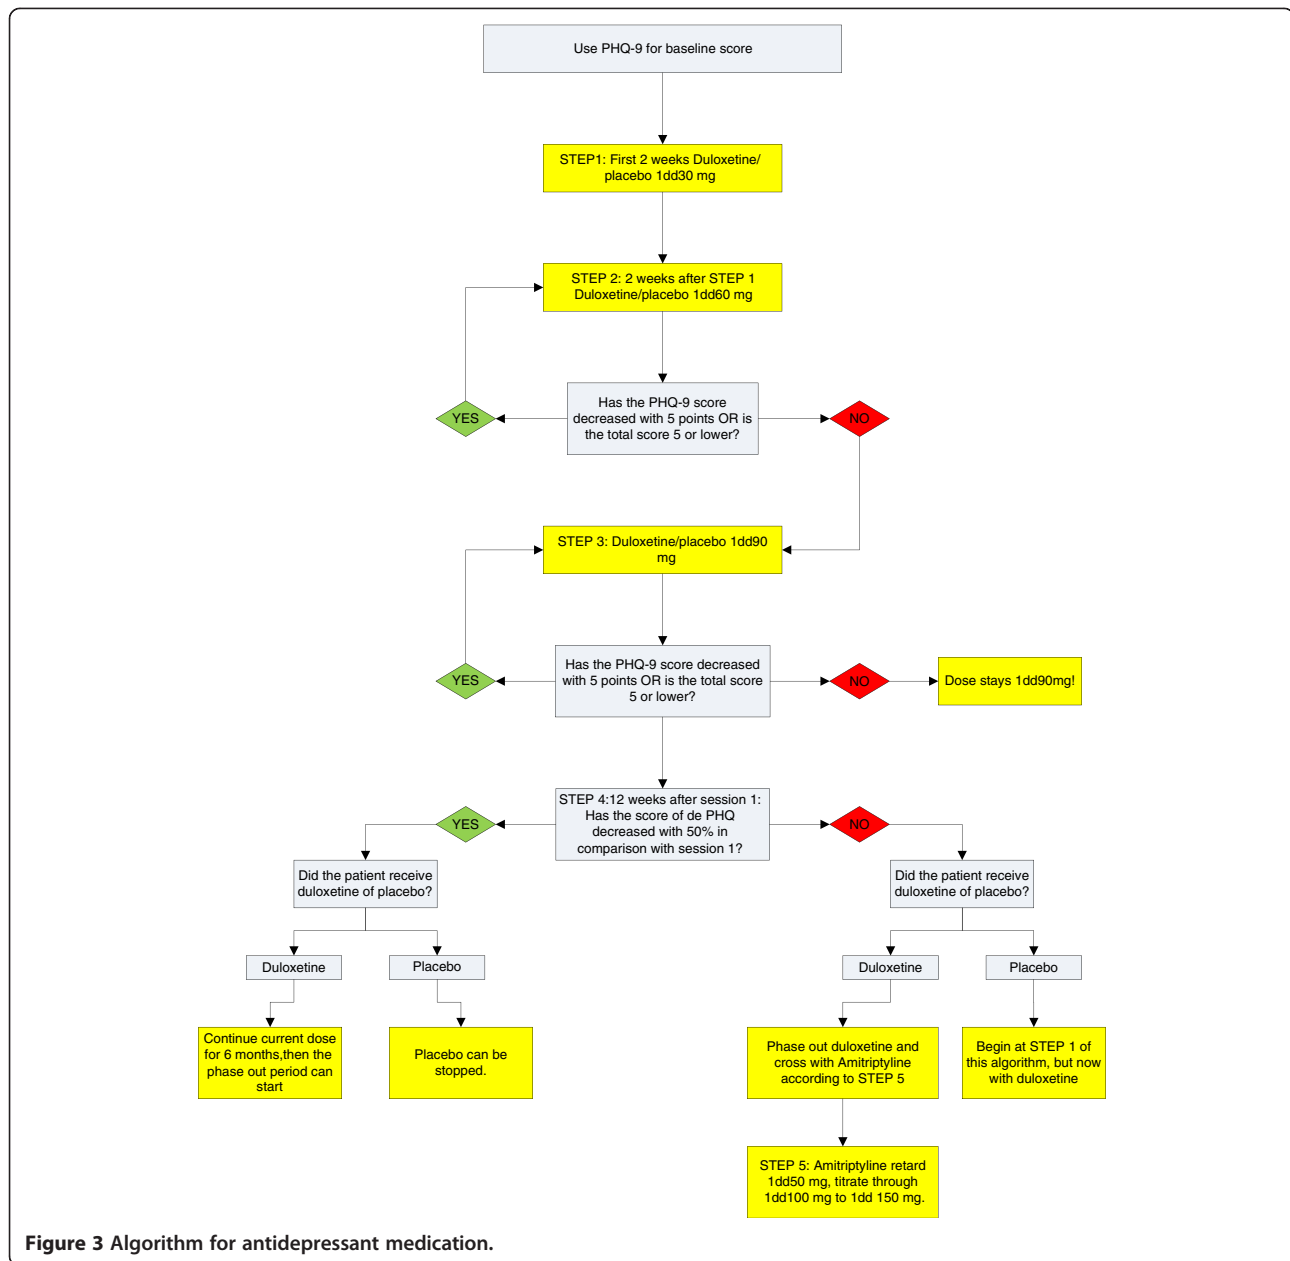 Use PHQ-9 for baseline score
STEP1: First 2 weeks Duloxetine/
placebo 1dd30 mg
STEP 2: 2 weeks after STEP 1
Duloxetine/placebo 1dd60 mg
Has the PHQ-9 score
decreased with 5 points OR is
the total score 5 or lower?
YES
NO
STEP 3: Duloxetine/placebo 1dd90
mg
Has the PHQ-9 score decreased
with 5 points OR is the total score
5 or lower?
YES
NO
Dose stays 1dd90mg!
STEP 4:12 weeks after session 1:
Has the score of de PHQ
decreased with 50% in
comparison with session 1?
YES
NO
Did the patient receive
duloxetine of placebo?
Did the patient receive
duloxetine of placebo?
Duloxetine
Placebo
Duloxetine
Placebo
Continue current dose
for 6 months,then the
phase out period can
start
Placebo can be
stopped.
Phase out duloxetine and
cross with Amitriptyline
according to STEP 5
Begin at STEP 1 of
this algorithm, but now
with duloxetine
STEP 5: Amitriptyline retard
1dd50 mg, titrate through
1dd100 mg to 1dd 150 mg.
Figure 3 Algorithm for antidepressant medication.